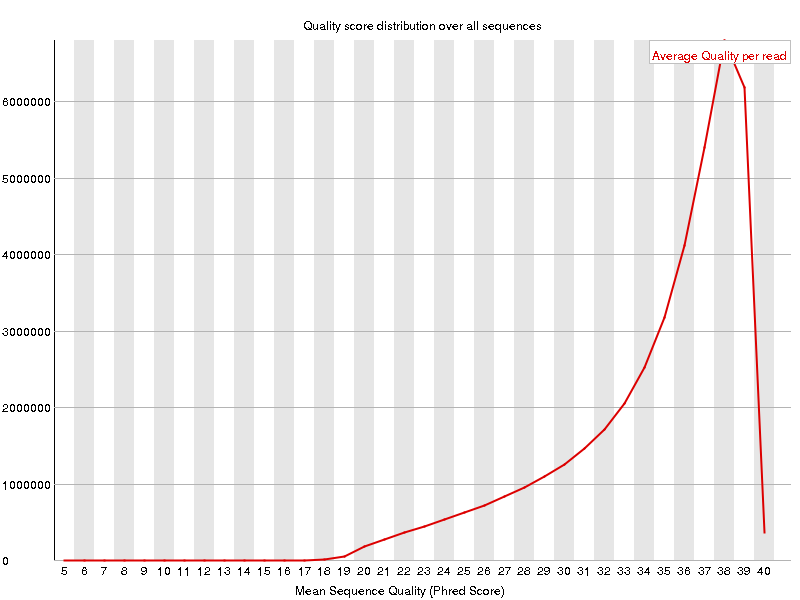 Quality score distribution over all sequences
Average Quality per read
6000000
5000000
4000000
3000000
2000000
1000000
0
5 6 7 8 9 10 11 12 13 14 15 16 17 18 19 20 21 22 23 24 25 26 27 28 29 30 31 32 33 34 35 36 37 38 39 40
Mean Sequence Quality (Phred Score)